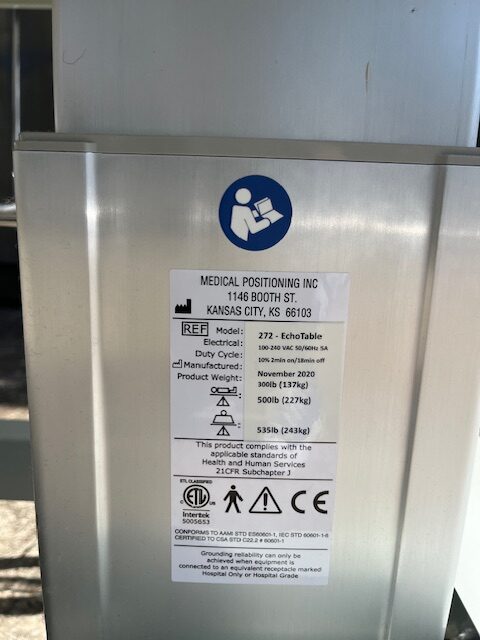 MEDICAL POSITIONING INC
1146 BOOTH ST.
KANSAS CITY, KS 66103
REF Model: 272 - EchoTable
Electrical: 100-240 VAC 50/60Hz 5A
Duty Cycle: 10% 2min on/18min off
Manufactured: November 2020
Product Weight: 300lb (137kg)
500lb (227kg)
535lb (243kg)
This product complies with the
applicable standards of
Health and Human Services
21CFR Subchapter J
ETL CLASSIFIED
ETL US
CE
Intertek
5005653
CONFORMS TO AAMI STD ES60601-1, IEC STD 60601-1-6
CERTIFIED TO CSA STD C22.2 # 60601-1
Grounding reliability can only be
achieved when equipment is
connected to an equivalent receptacle marked
Hospital Only or Hospital Grade